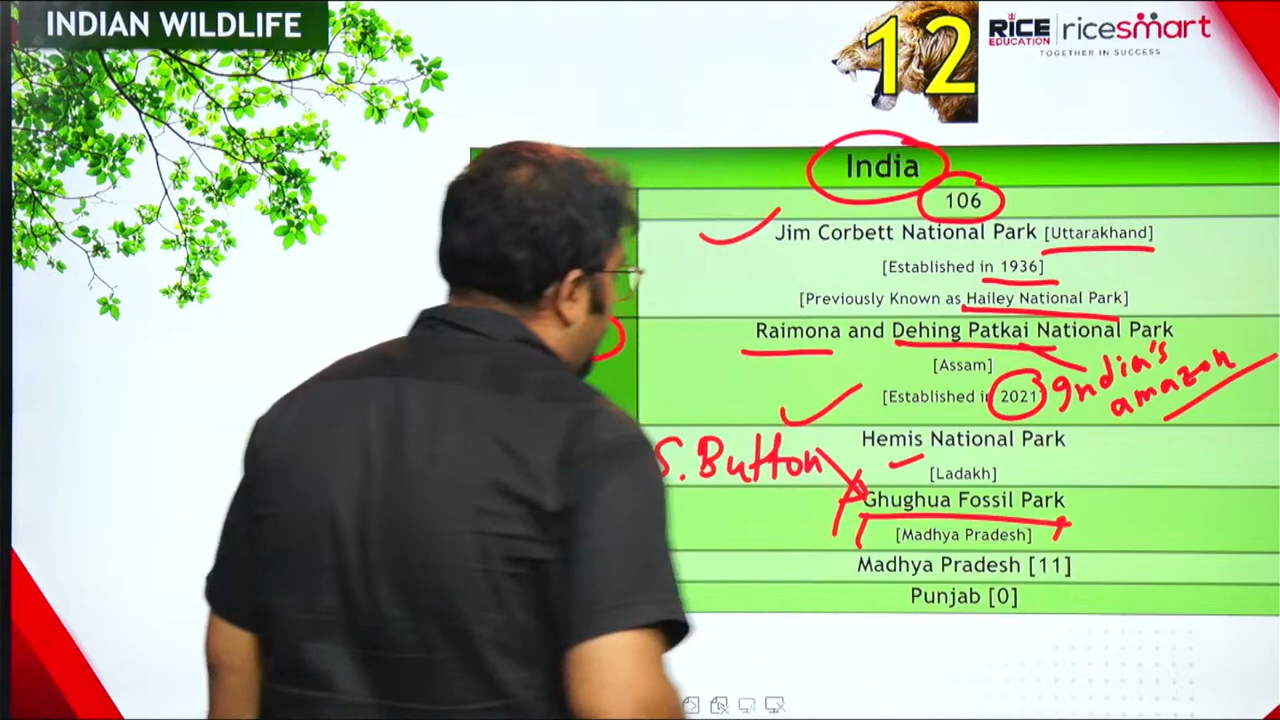 INDIAN WILDLIFE
12
RICE
EDUCATION
ricesmart
TOGETHER IN SUCCESS
India
106
Jim Corbett National Park [Uttarakhand]
[Established in 1936]
[Previously Known as Hailey National Park]
Raimona and Dehing Patkai National Park
[Assam]
[Established in 2021]
India's
amazon
Hemis National Park
S. Button
[Ladakh]
Ghughua Fossil Park
[Madhya Pradesh]
Madhya Pradesh [11]
Punjab [0]